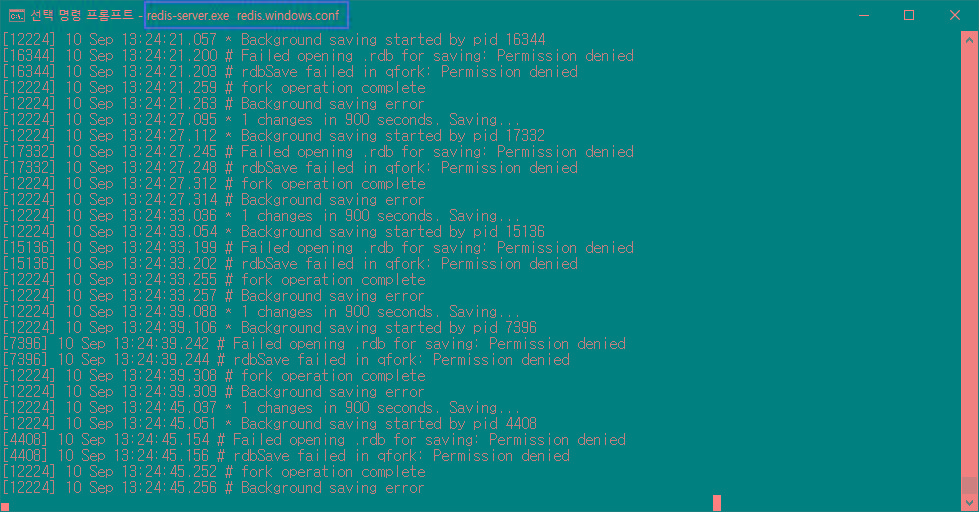 선택 명령 프롬프트 - redis-server.exe  redis.windows.conf
[12224] 10 Sep 13:24:21.057 * Background saving started by pid 16344
[16344] 10 Sep 13:24:21.200 # Failed opening .rdb for saving: Permission denied
[16344] 10 Sep 13:24:21.203 # rdbSave failed in qfork: Permission denied
[12224] 10 Sep 13:24:21.259 # fork operation complete
[12224] 10 Sep 13:24:21.263 # Background saving error
[12224] 10 Sep 13:24:27.095 * 1 changes in 900 seconds. Saving...
[12224] 10 Sep 13:24:27.112 * Background saving started by pid 17332
[17332] 10 Sep 13:24:27.245 # Failed opening .rdb for saving: Permission denied
[17332] 10 Sep 13:24:27.248 # rdbSave failed in qfork: Permission denied
[12224] 10 Sep 13:24:27.312 # fork operation complete
[12224] 10 Sep 13:24:27.314 # Background saving error
[12224] 10 Sep 13:24:33.036 * 1 changes in 900 seconds. Saving...
[12224] 10 Sep 13:24:33.054 * Background saving started by pid 15136
[15136] 10 Sep 13:24:33.199 # Failed opening .rdb for saving: Permission denied
[15136] 10 Sep 13:24:33.202 # rdbSave failed in qfork: Permission denied
[12224] 10 Sep 13:24:33.255 # fork operation complete
[12224] 10 Sep 13:24:33.257 # Background saving error
[12224] 10 Sep 13:24:39.088 * 1 changes in 900 seconds. Saving...
[12224] 10 Sep 13:24:39.106 * Background saving started by pid 7396
[7396] 10 Sep 13:24:39.242 # Failed opening .rdb for saving: Permission denied
[7396] 10 Sep 13:24:39.244 # rdbSave failed in qfork: Permission denied
[12224] 10 Sep 13:24:39.308 # fork operation complete
[12224] 10 Sep 13:24:39.309 # Background saving error
[12224] 10 Sep 13:24:45.037 * 1 changes in 900 seconds. Saving...
[12224] 10 Sep 13:24:45.051 * Background saving started by pid 4408
[4408] 10 Sep 13:24:45.154 # Failed opening .rdb for saving: Permission denied
[4408] 10 Sep 13:24:45.156 # rdbSave failed in qfork: Permission denied
[12224] 10 Sep 13:24:45.252 # fork operation complete
[12224] 10 Sep 13:24:45.256 # Background saving error